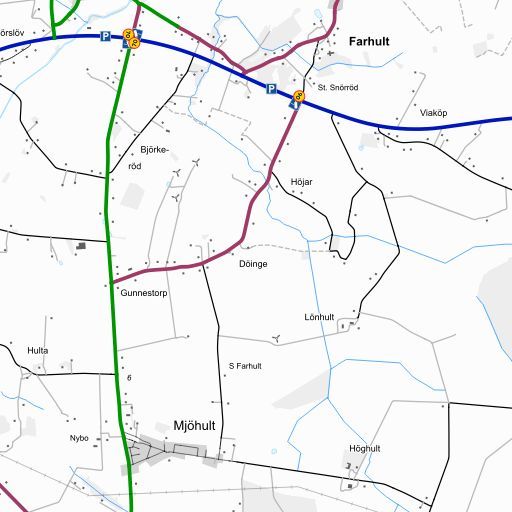 örslöv
P
Farhult
P
St. Snörröd
Viaköp
Björke-
röd
Höjar
Döinge
Gunnestorp
Lönhult
Hulta
S Farhult
6
Mjöhult
Nybo
Höghult